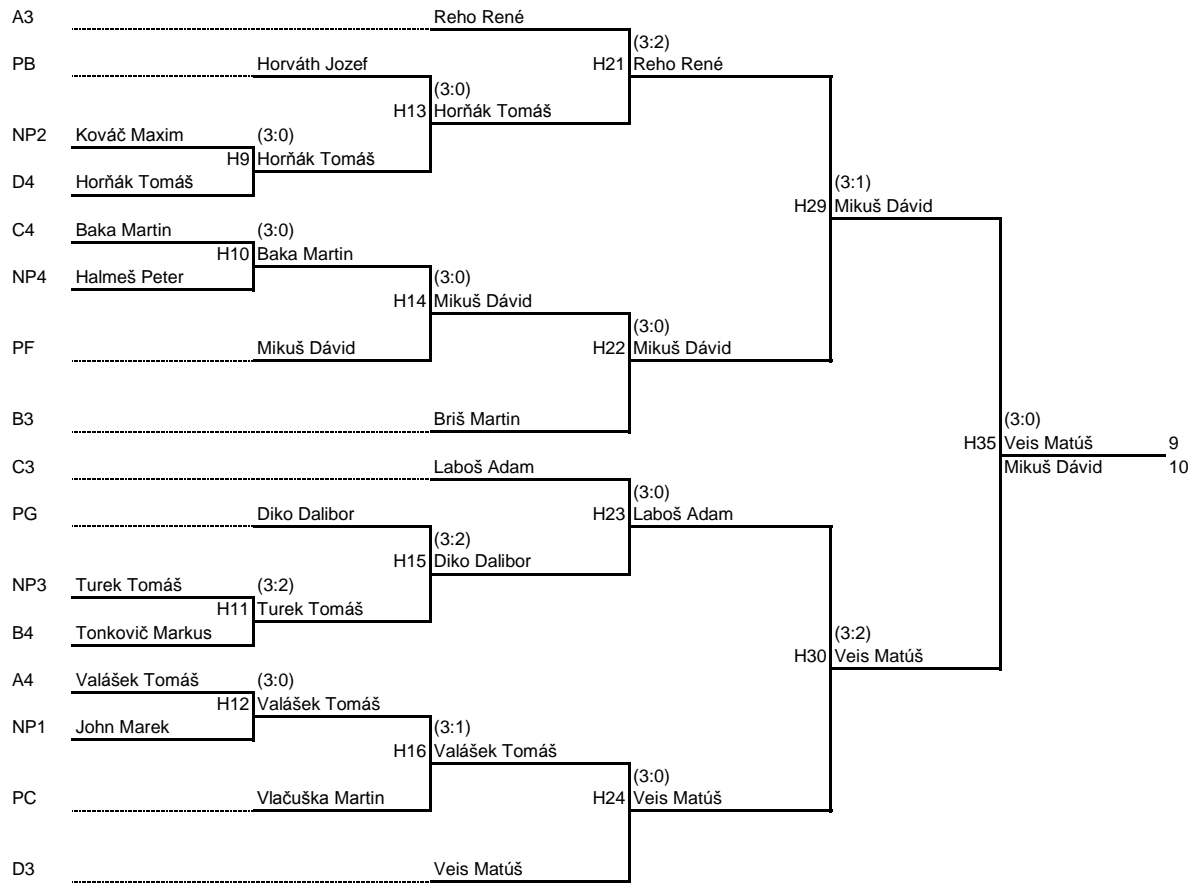 A3 Reho René
(3:2)
PB Horváth Jozef H21 Reho René
(3:0)
H13 Horňák Tomáš
NP2 Kováč Maxim (3:0)
H9 Horňák Tomáš
D4 Horňák Tomáš (3:1)
H29 Mikuš Dávid
C4 Baka Martin (3:0)
H10 Baka Martin
NP4 Halmeš Peter (3:0)
H14 Mikuš Dávid
(3:0)
PF Mikuš Dávid H22 Mikuš Dávid
B3 Briš Martin (3:0)
H35 Veis Matúš 9
C3 Laboš Adam Mikuš Dávid 10
(3:0)
PG Diko Dalibor H23 Laboš Adam
(3:2)
H15 Diko Dalibor
NP3 Turek Tomáš (3:2)
H11 Turek Tomáš
B4 Tonkovič Markus (3:2)
H30 Veis Matúš
A4 Valášek Tomáš (3:0)
H12 Valášek Tomáš
NP1 John Marek (3:1)
H16 Valášek Tomáš
(3:0)
PC Vlačuška Martin H24 Veis Matúš
D3 Veis Matúš